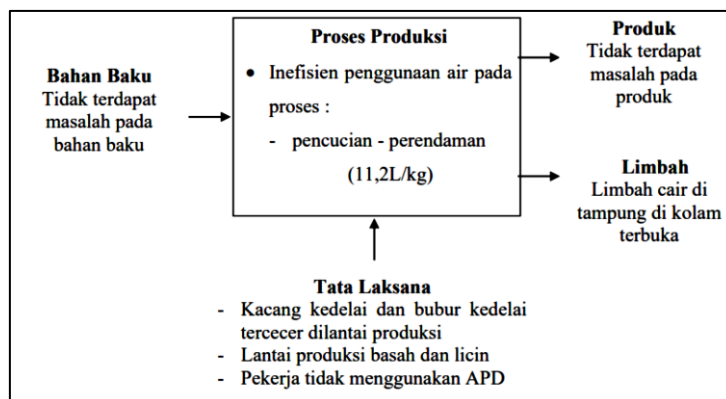 Bahan Baku
Tidak terdapat
masalah pada
bahan baku
Proses Produksi
• Inefisien penggunaan air pada
proses :
- pencucian - perendaman
(11,2L/kg)
Produk
Tidak terdapat
masalah pada
produk
Limbah
Limbah cair di
tampung di kolam
terbuka
Tata Laksana
- Kacang kedelai dan bubur kedelai
tercecer dilantai produksi
- Lantai produksi basah dan licin
- Pekerja tidak menggunakan APD